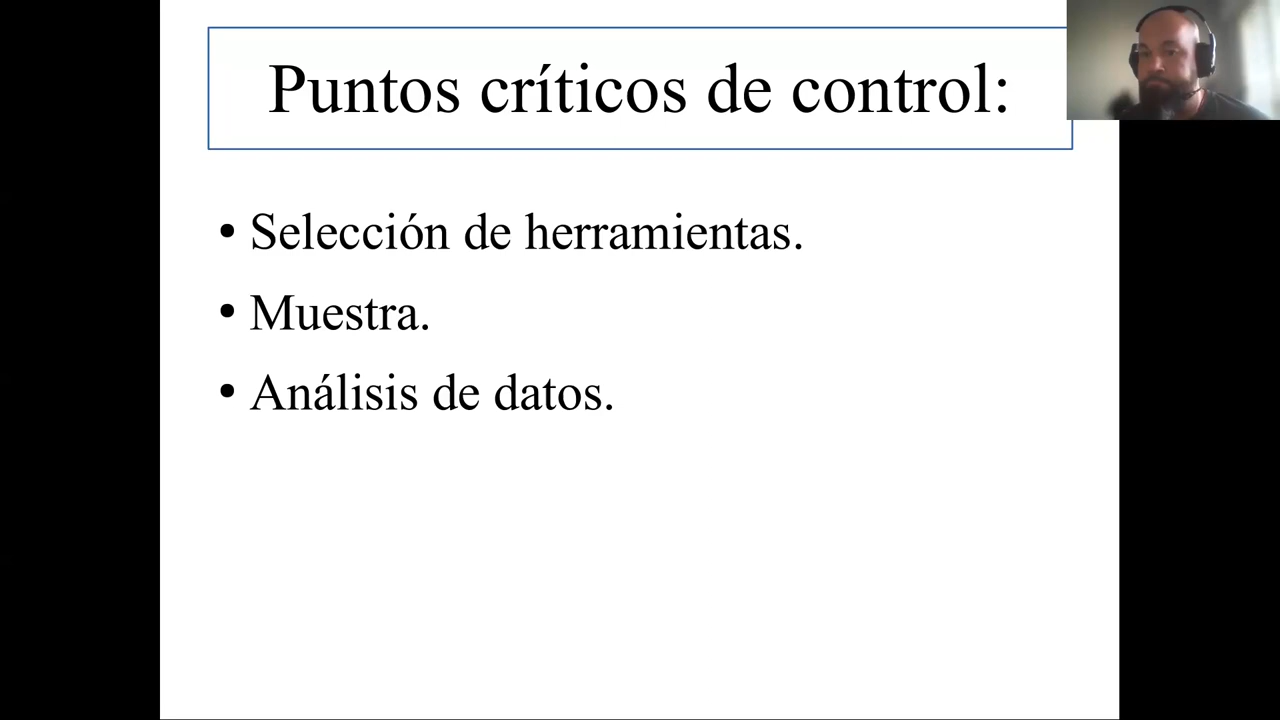 Puntos críticos de control:
• Selección de herramientas.
• Muestra.
• Análisis de datos.